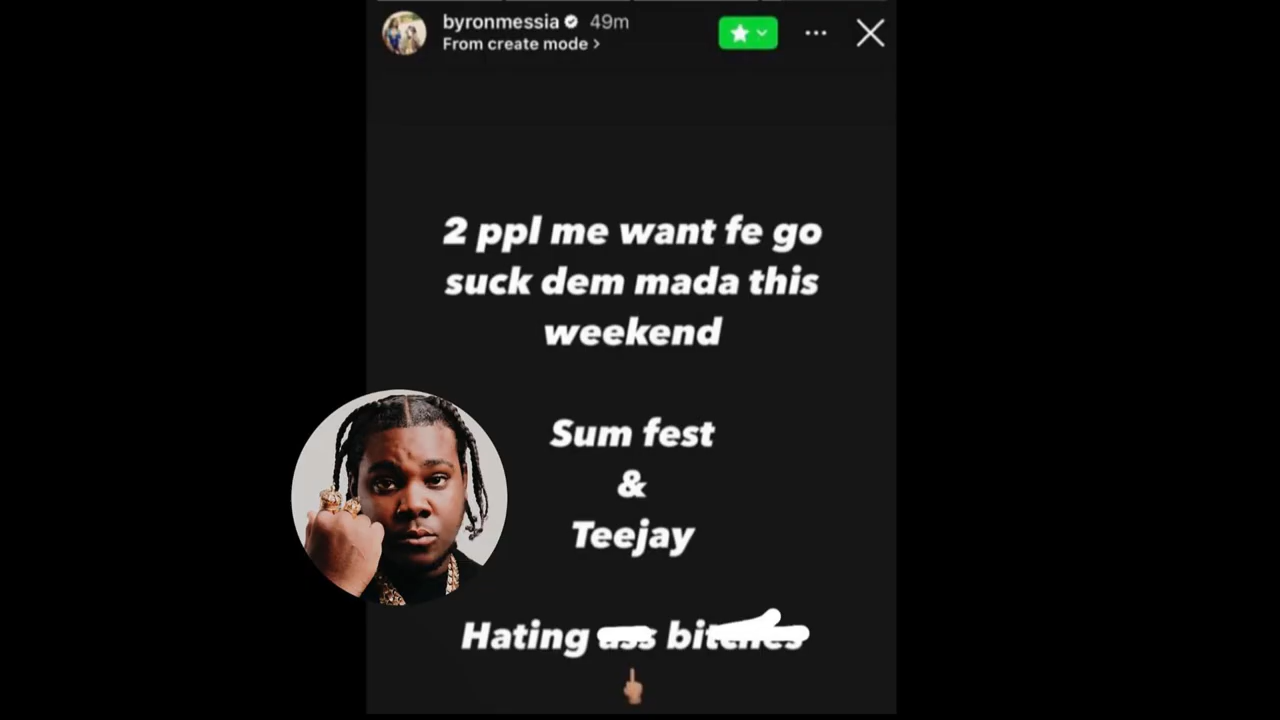 byronmessia 49m
From create mode >
2 ppl me want fe go
suck dem mada this
weekend
Sum fest
&
Teejay
Hating ass bitches